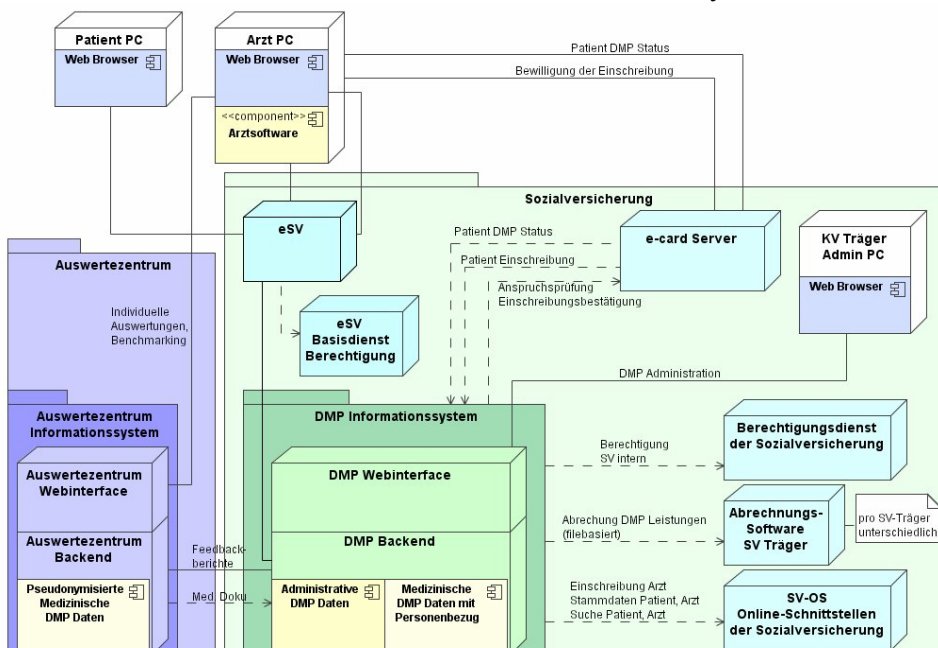 Patient PC
Web Browser
Arzt PC
Web Browser
<<component>>
Arztsoftware
Patient DMP Status
Bewilligung der Einschreibung
Sozialversicherung
eSV
Patient DMP Status
Patient Einschreibung
Anspruchsprüfung
Einschreibungsbestätigung
e-card Server
KV Träger
Admin PC
Web Browser
Auswertezentrum
Individuelle
Auswertungen,
Benchmarking
eSV
Basisdienst
Berechtigung
DMP Administration
Auswertezentrum
Informationssystem
DMP Informationssystem
Auswertezentrum
Webinterface
DMP Webinterface
Berechtigung
SV intern
Berechtigungsdienst
der Sozialversicherung
Auswertezentrum
Backend
DMP Backend
Abrechung DMP Leistungen
(filebasiert)
Abrechnungs-
Software
SV Träger
pro SV-Träger
unterschiedlich
Feedback-
berichte
Pseudonymisierte
Medizinische
DMP Daten
Med. Doku
Administrative
DMP Daten
Medizinische
DMP Daten mit
Personenbezug
Einschreibung Arzt
Stammdaten Patient, Arzt
Suche Patient, Arzt
SV-OS
Online-Schnittstellen
der Sozialversicherung